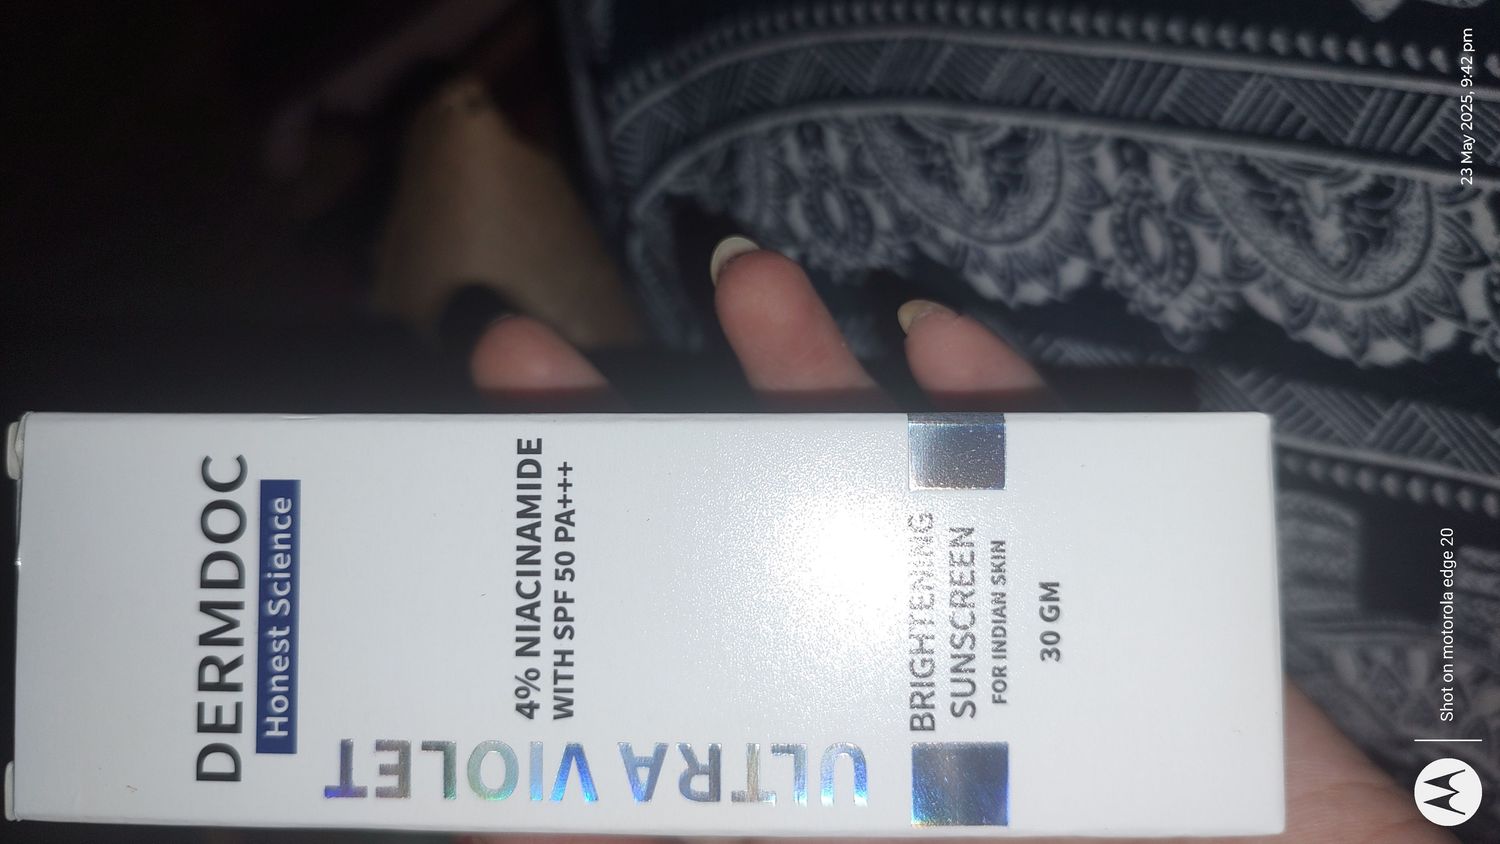 DERMDOC
Honest Science
4% NIACINAMIDE
WITH SPF 50 PA+++
ULTRA VIOLET
BRIGHTENING
SUNSCREEN
FOR INDIAN SKIN
30 GM
Shot on motorola edge 20
23 May 2025, 9:42 pm